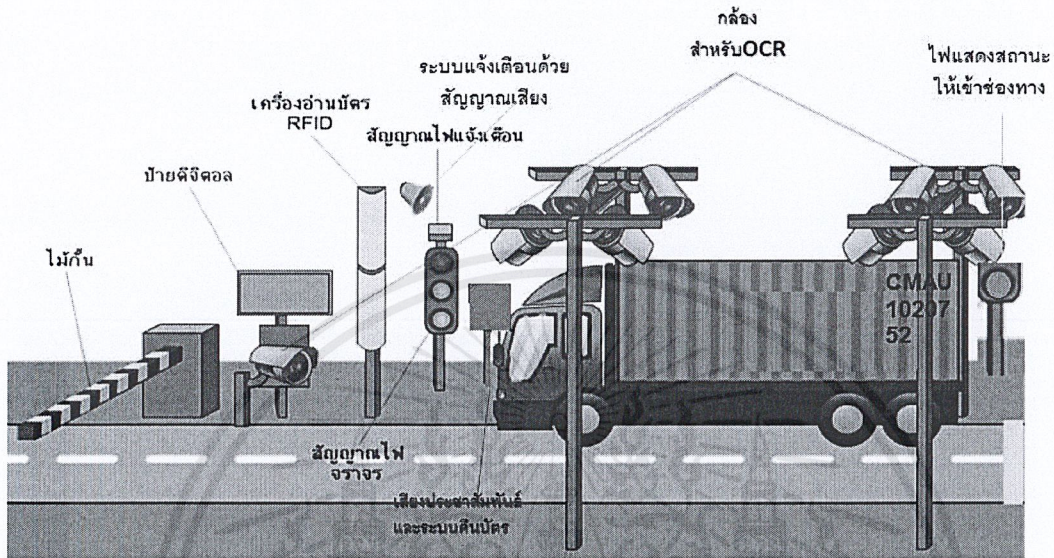 กล้อง
สำหรับOCR
ไฟแสดงสถานะ
ให้เข้าช่องทาง
ระบบแจ้งเตือนด้วย
สัญญาณเสียง
เครื่องอ่านบัตร
RFID
สัญญาณไฟแจ้งเตือน
ป้ายดิจิตอล
ไม้กั้น
CMAU
10207
52
สัญญาณไฟ
จราจร
เสียงประชาสัมพันธ์
และระบบคืนบัตร